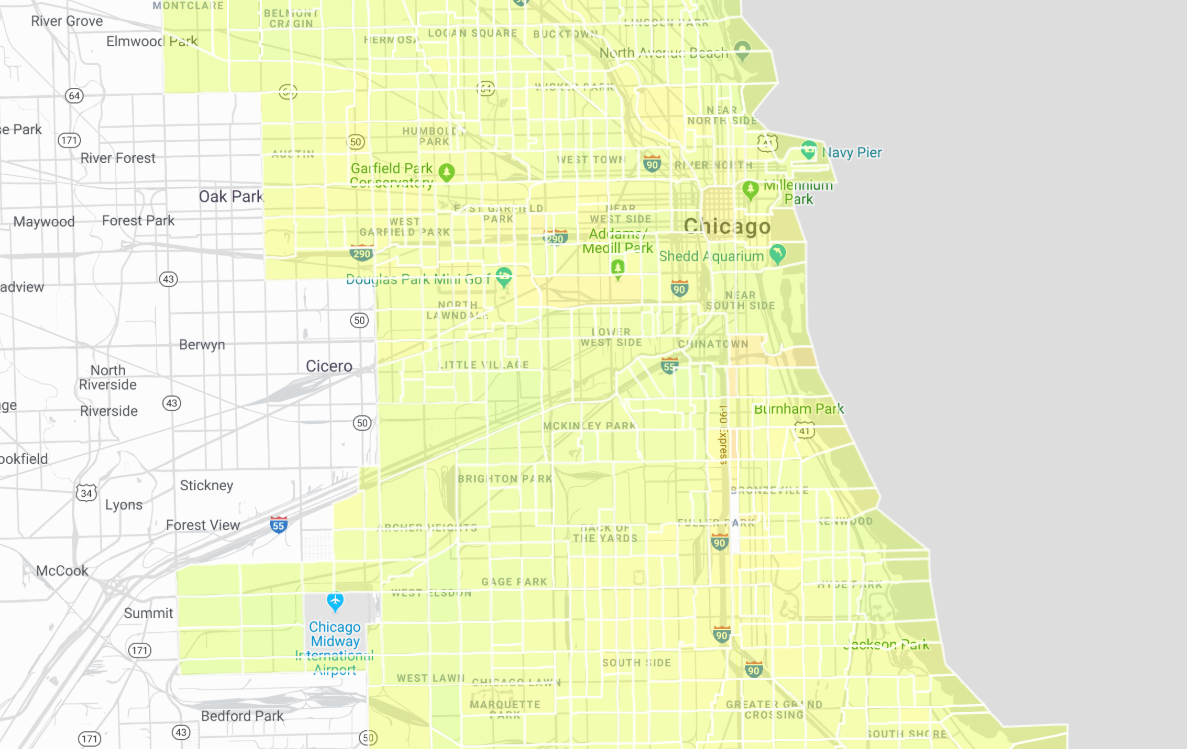 MONTCLARE
River Grove
BELMONT
CRAGIN
LINCOLN PARK
LOGAN SQUARE
BUCKTOWN
Elmwood Park
HERMOSA
North Avenue Beach
64
64
64
WICKER PARK
NEAR
NORTH SIDE
se Park
171
HUMBOLDT
PARK
50
41
Navy Pier
River Forest
AUSTIN
WEST TOWN
90
RIVER NORTH
Garfield Park
Conservatory
Millennium
Park
Oak Park
Maywood
Forest Park
EAST GARFIELD
PARK
NEAR
WEST SIDE
WEST
GARFIELD PARK
Chicago
290
290
Addams/
Medill Park
Shedd Aquarium
adview
43
Douglas Park Mini Golf
90
NEAR
SOUTH SIDE
NORTH
LAWNDALE
50
Berwyn
LOWER
WEST SIDE
CHINATOWN
Cicero
LITTLE VILLAGE
55
North
Riverside
ge
Riverside
43
I-90 Express
Burnham Park
50
MCKINLEY PARK
41
ookfield
34
Stickney
BRIGHTON PARK
BRONZEVILLE
Lyons
Forest View
55
ARCHER HEIGHTS
BACK OF
THE YARDS
FULLER PARK
KENWOOD
90
McCook
GAGE PARK
WEST ELSDON
HYDE PARK
Summit
Chicago
Midway
International
Airport
90
Jackson Park
171
SOUTH SIDE
90
WEST LAWN
CHICAGO LAWN
MARQUETTE
PARK
GREATER GRAND
CROSSING
Bedford Park
171
43
50
SOUTH SHORE